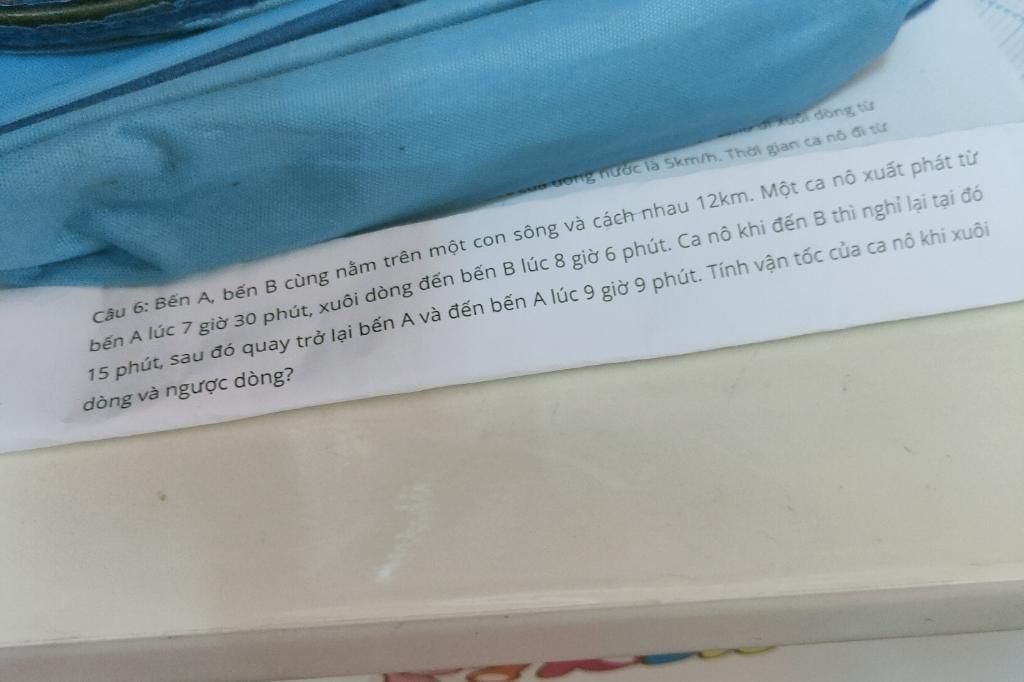 đi xuôi dòng từ
dòng nước là 5km/h. Thời gian ca nô đi từ
Câu 6: Bến A, bến B cùng nằm trên một con sông và cách nhau 12km. Một ca nô xuất phát từ
bến A lúc 7 giờ 30 phút, xuôi dòng đến bến B lúc 8 giờ 6 phút. Ca nô khi đến B thì nghỉ lại tại đó
15 phút, sau đó quay trở lại bến A và đến bến A lúc 9 giờ 9 phút. Tính vận tốc của ca nô khi xuôi
dòng và ngược dòng?